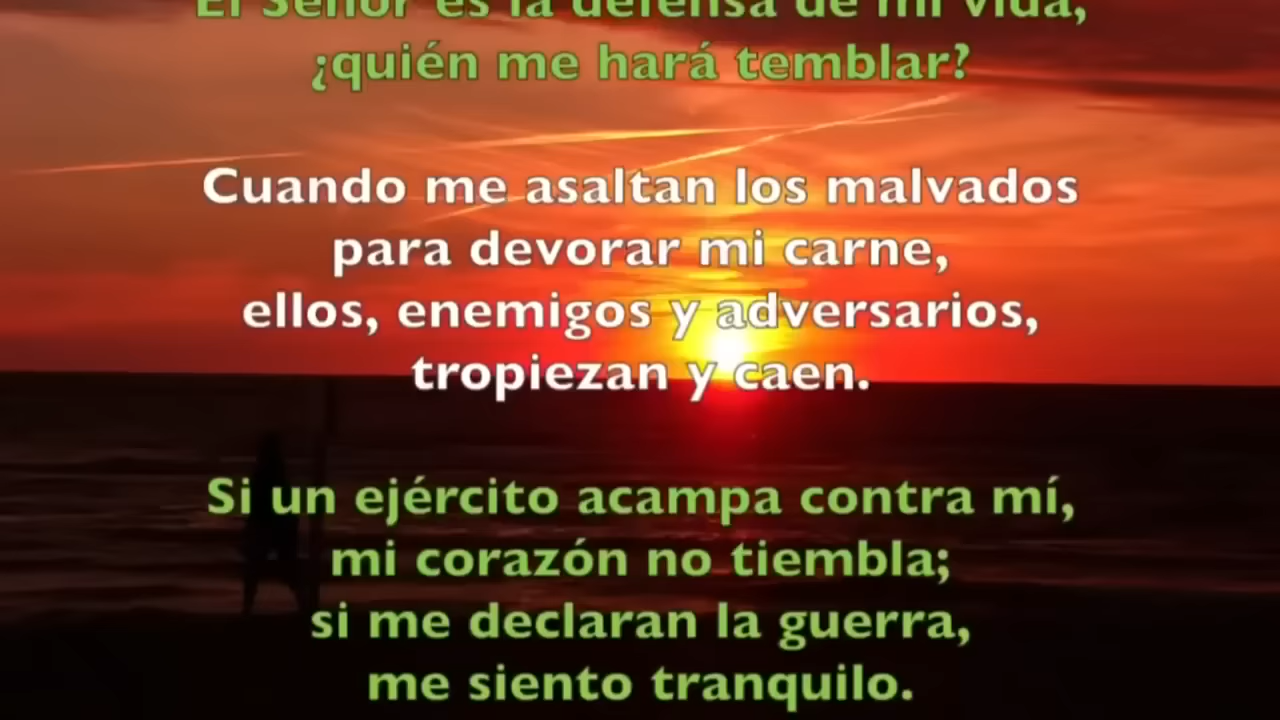 El Señor es la defensa de mi vida,
¿quién me hará temblar?
Cuando me asaltan los malvados
para devorar mi carne,
ellos, enemigos y adversarios,
tropiezan y caen.
Si un ejército acampa contra mí,
mi corazón no tiembla;
si me declaran la guerra,
me siento tranquilo.